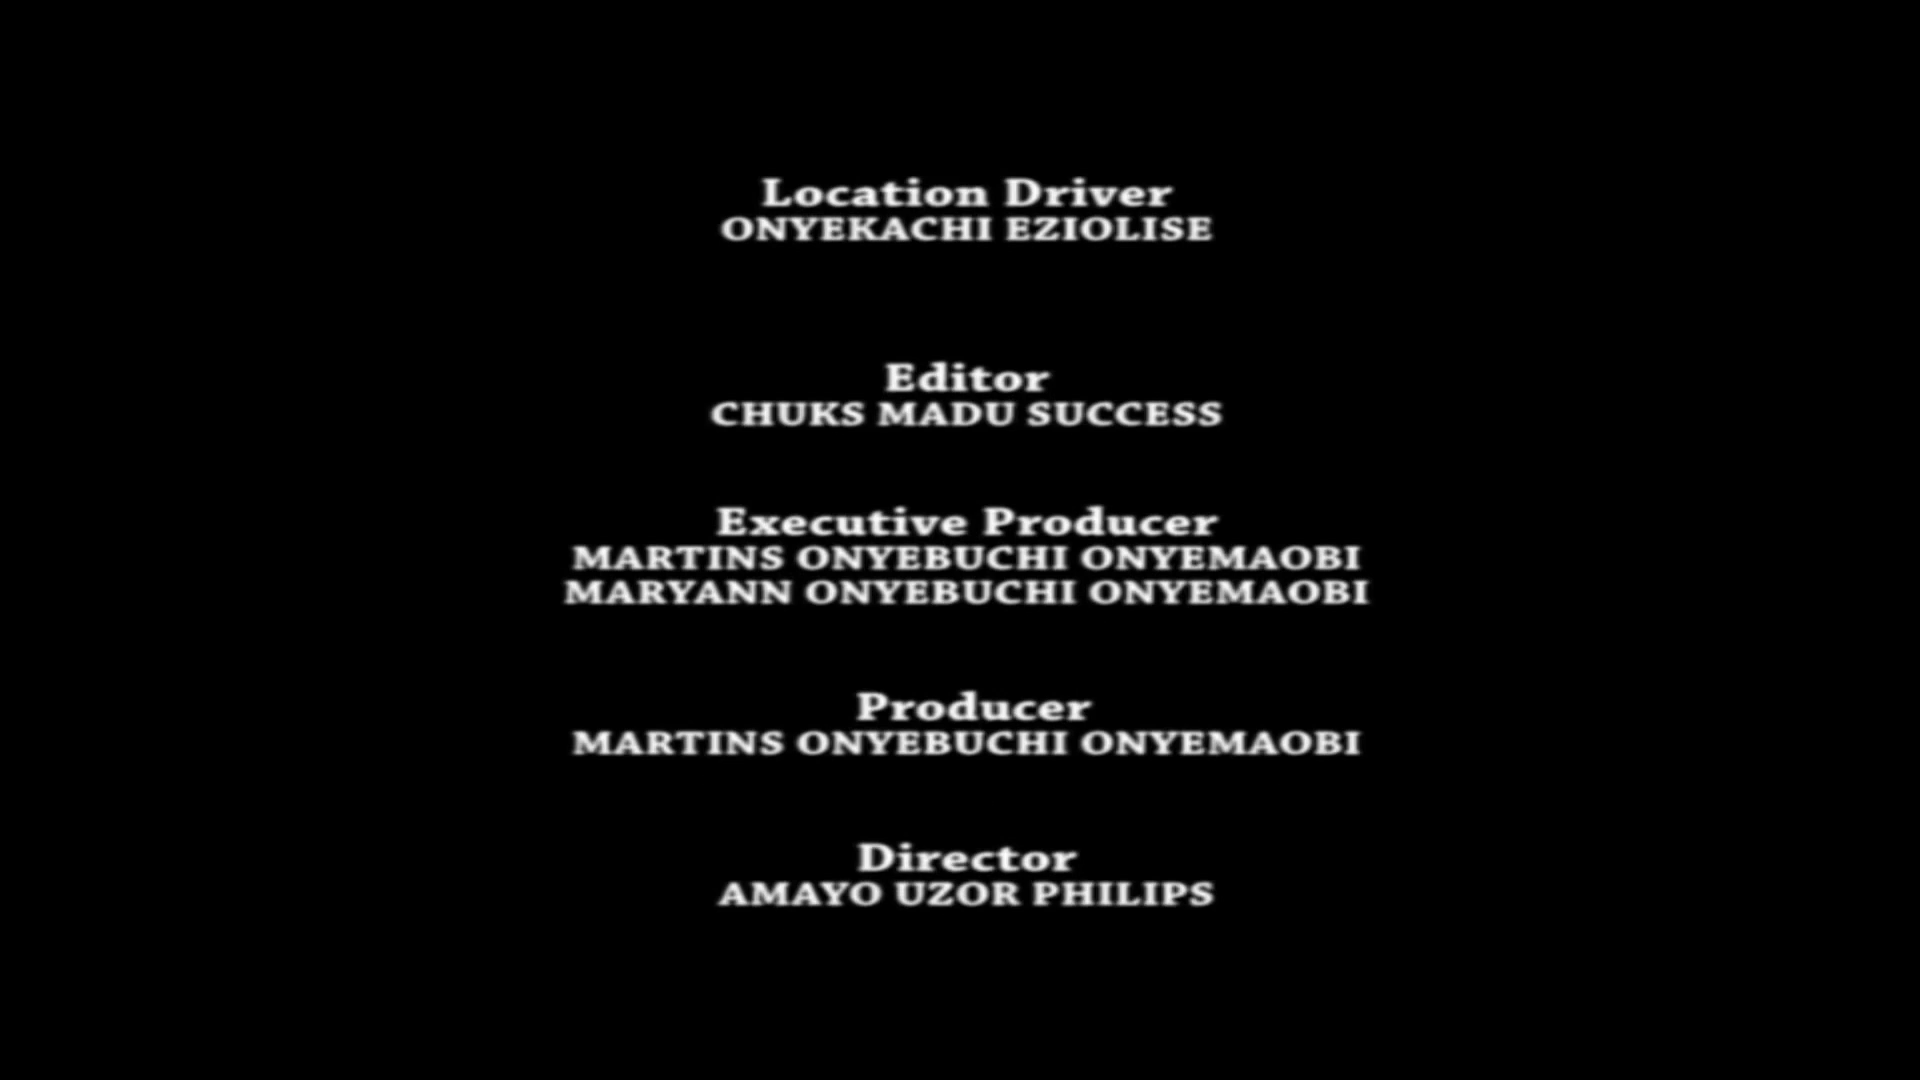 Location Driver
ONYEKACHI EZIOLISE
Editor
CHUKS MADU SUCCESS
Executive Producer
MARTINS ONYEBUCHI ONYEMAOBI
MARYANN ONYEBUCHI ONYEMAOBI
Producer
MARTINS ONYEBUCHI ONYEMAOBI
Director
AMAYO UZOR PHILIPS